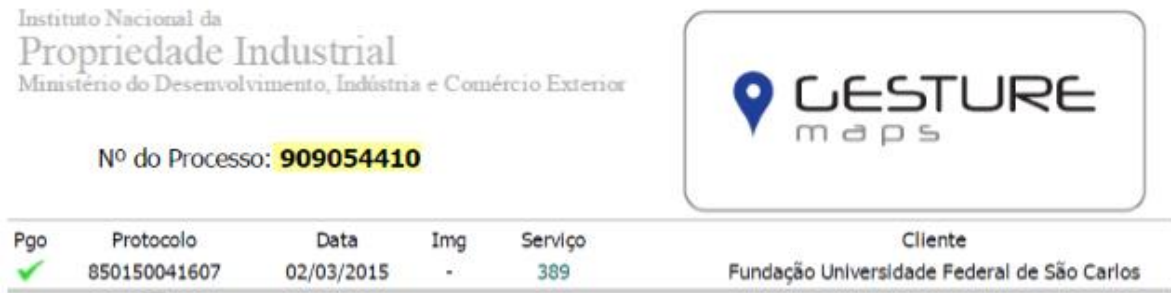 Instituto Nacional da
Propriedade Industrial
Ministério do Desenvolvimento, Indústria e Comércio Exterior
GESTURE
maps
Nº do Processo: 909054410
Pgo Protocolo Data Img Serviço Cliente
850150041607 02/03/2015 - 389 Fundação Universidade Federal de São Carlos